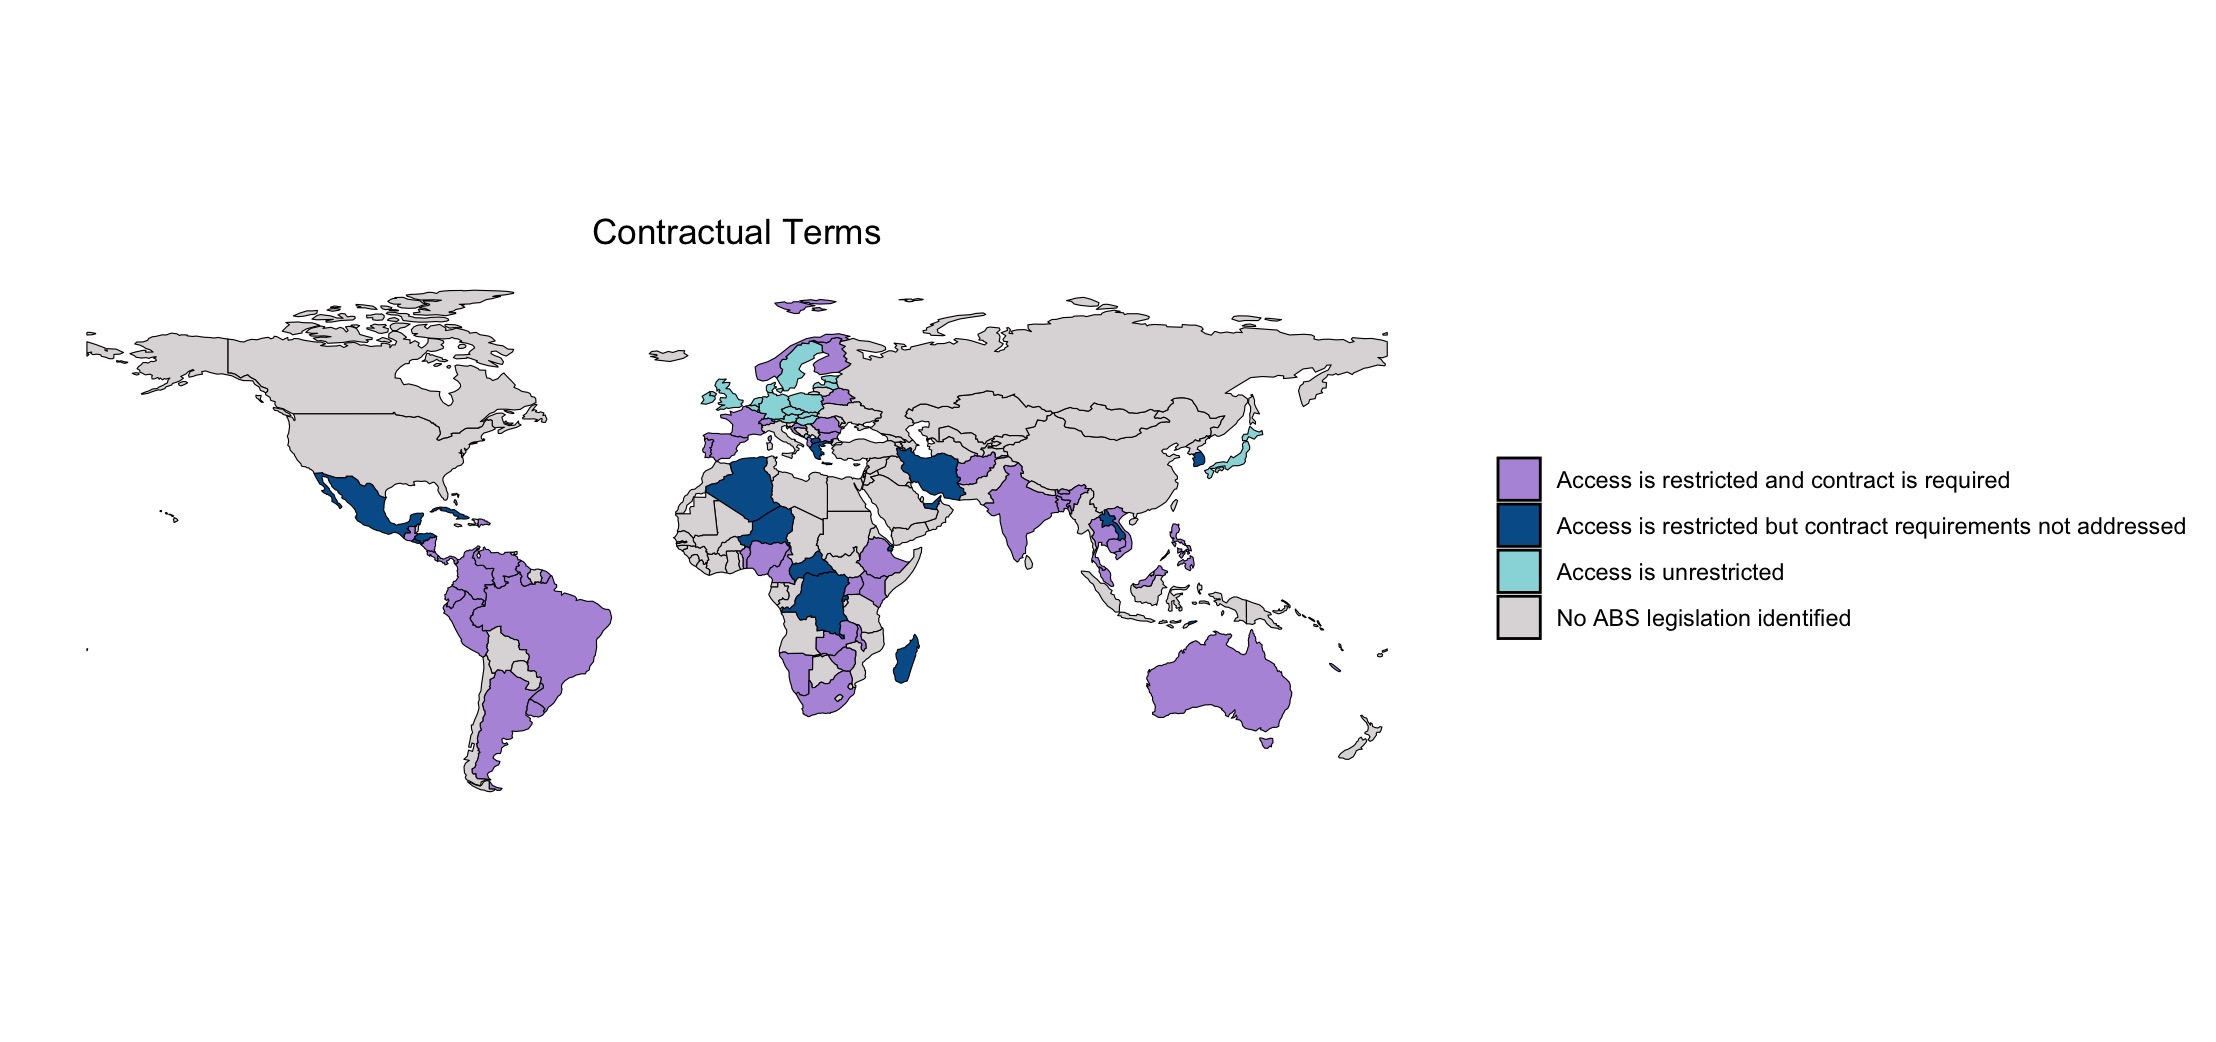 Contractual Terms
Access is restricted and contract is required
Access is restricted but contract requirements not addressed
Access is unrestricted
No ABS legislation identified